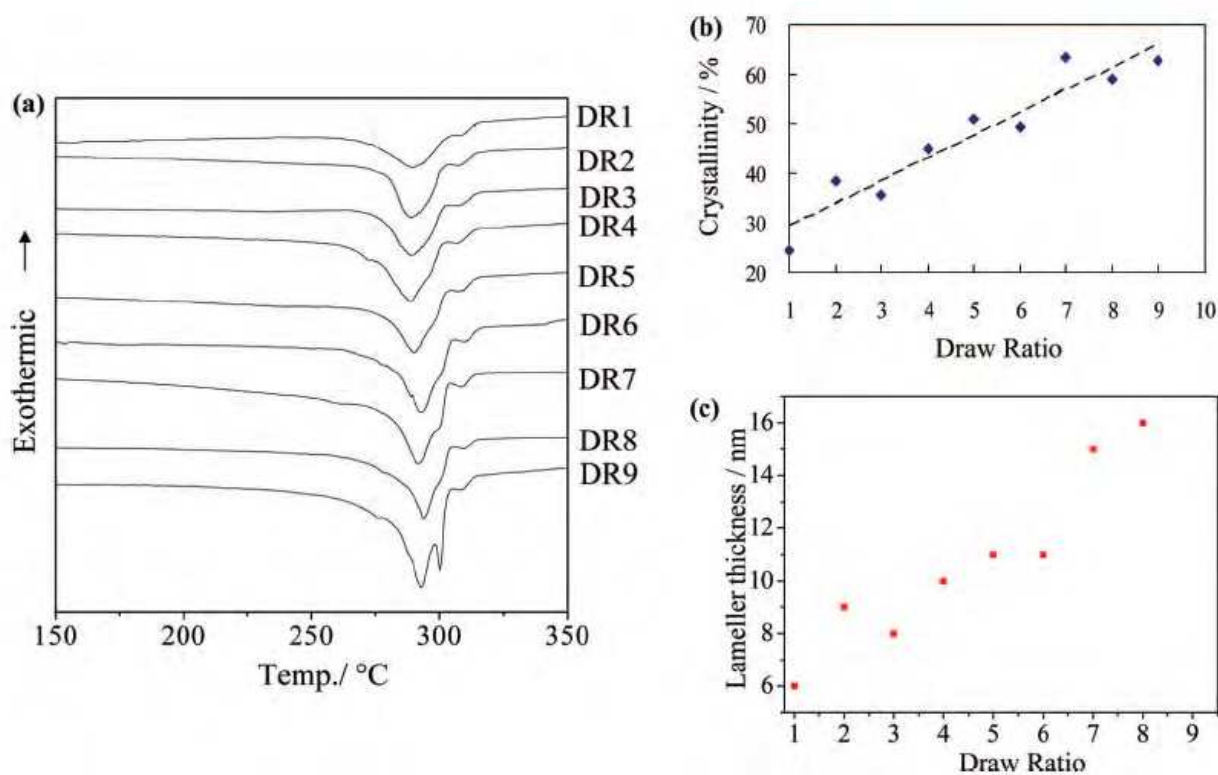 (a)
Exothermic →
DR1
DR2
DR3
DR4
DR5
DR6
DR7
DR8
DR9
150 200 250 300 350
Temp./ °C
(b)
Crystallinity / %
70
60
50
40
30
20
1 2 3 4 5 6 7 8 9 10
Draw Ratio
(c)
Lameller thickness / nm
16
14
12
10
8
6
1 2 3 4 5 6 7 8 9
Draw Ratio